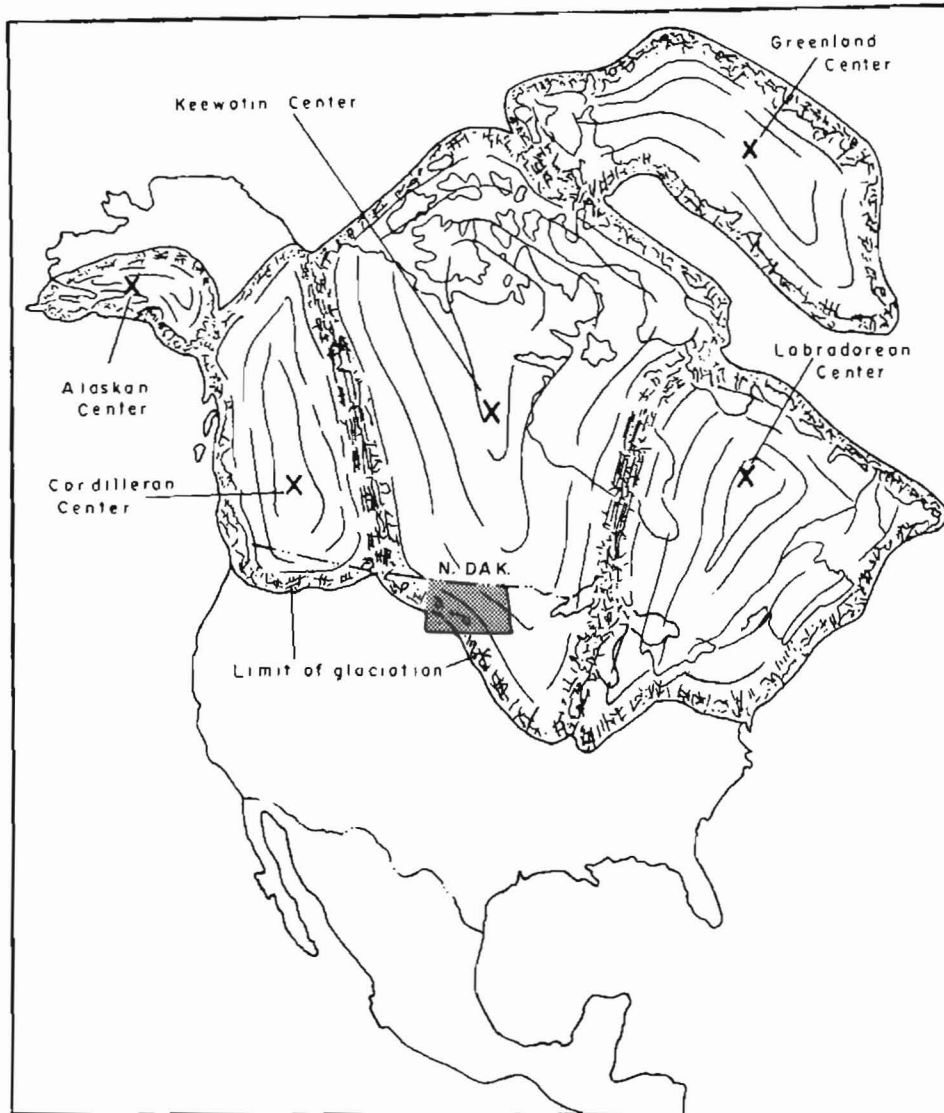 Greenland
Center
Keewatin Center
Labradorean
Center
Alaskan
Center
Cordilleran
Center
N. DAK.
Limit of glaciation